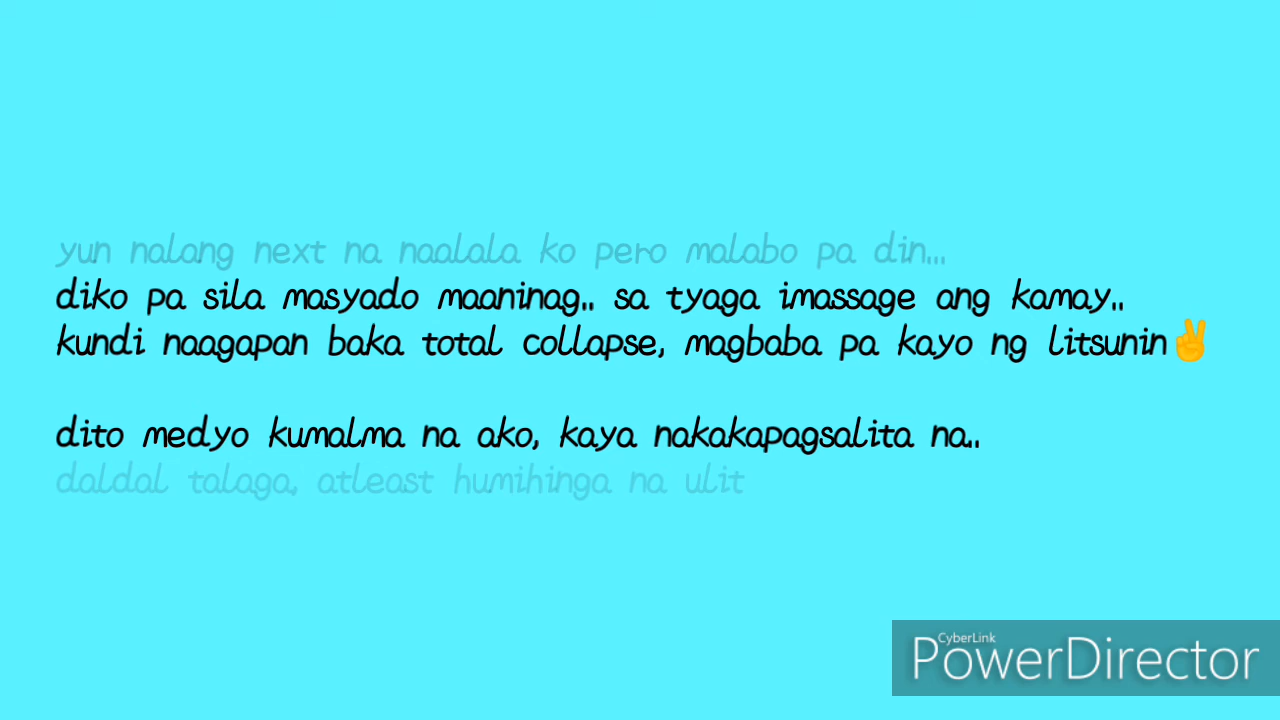 yun nalang next na naalala ko pero malabo pa din...
diko pa sila masyado maaninag.. sa tyaga imassage ang kamay..
kundi naagapan baka total collapse, magbaba pa kayo ng litsunin✌
dito medyo kumalma na ako, kaya nakakapagsalita na..
daldal talaga, atleast humihinga na ulit
CyberLink
PowerDirector